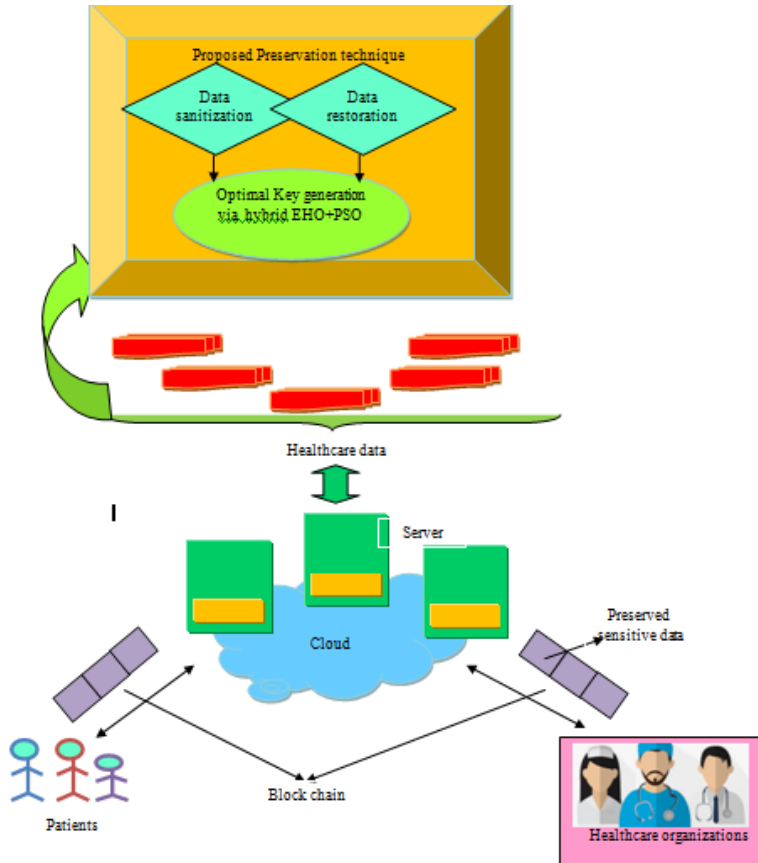 Proposed Preservation technique
Data
sanitization
Data
restoration
Optimal Key generation
via hybrid EHO+PSO
Healthcare data
I
Server
Cloud
Preserved
sensitive data
Block chain
Patients
Healthcare organizations